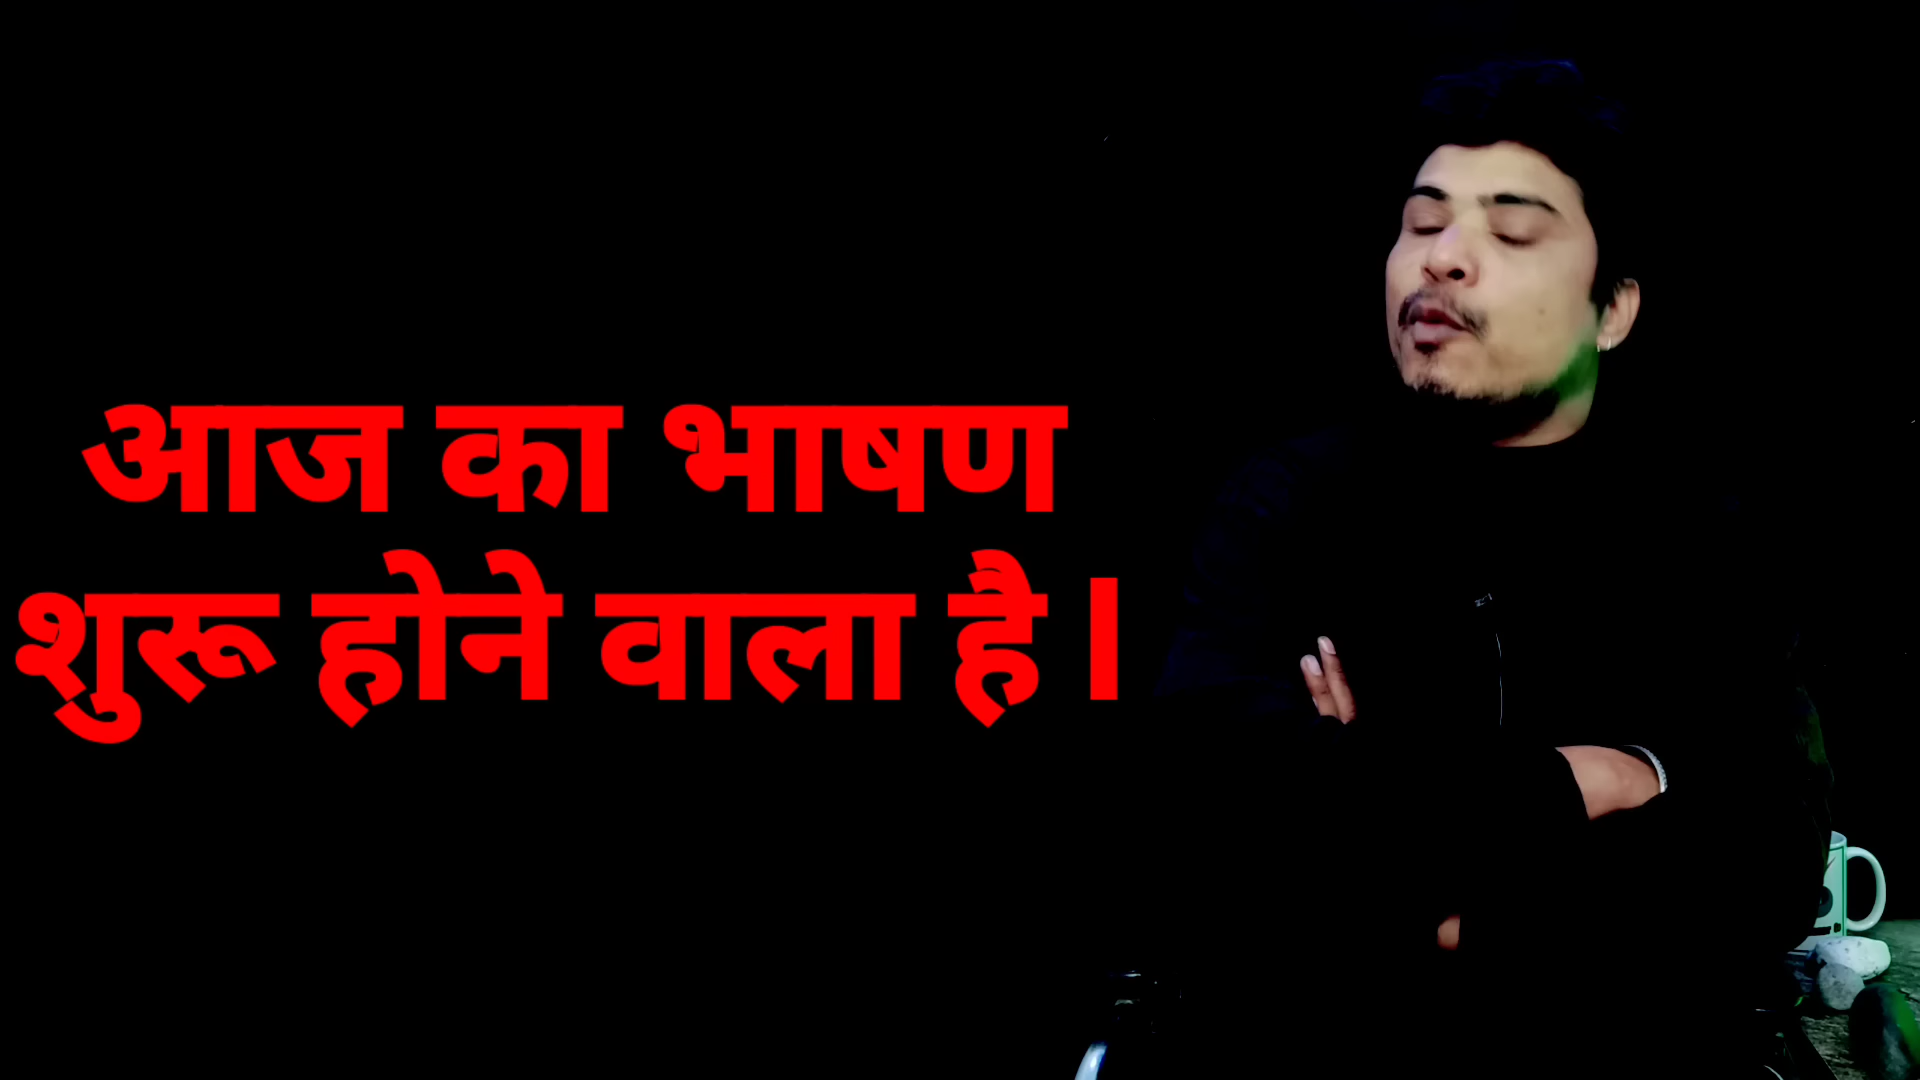 आज का भाषण
शुरू होने वाला है।